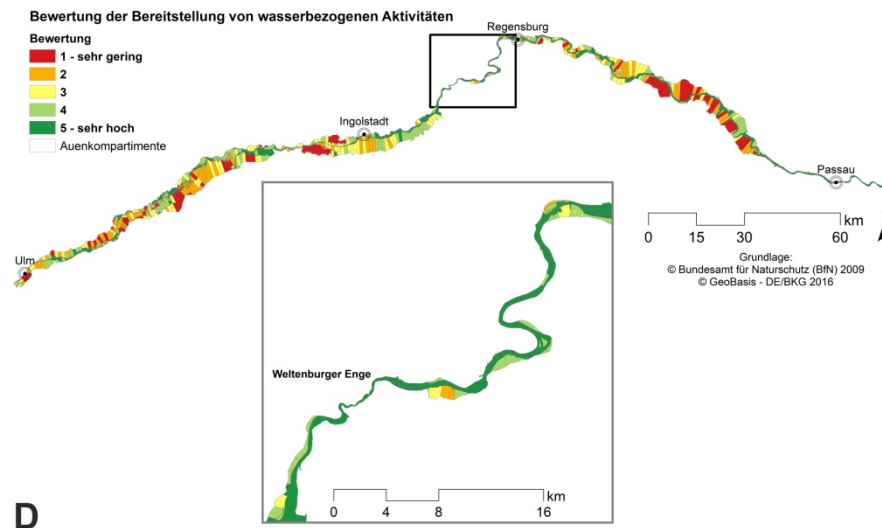 Bewertung der Bereitstellung von wasserbezogenen Aktivitäten
Bewertung
1 - sehr gering
2
3
4
5 - sehr hoch
Auenkompartimente
Regensburg
Ingolstadt
Passau
Ulm
km
0 15 30 60
Grundlage:
© Bundesamt für Naturschutz (BfN) 2009
© GeoBasis - DE/BKG 2016
Weltenburger Enge
km
0 4 8 16
D